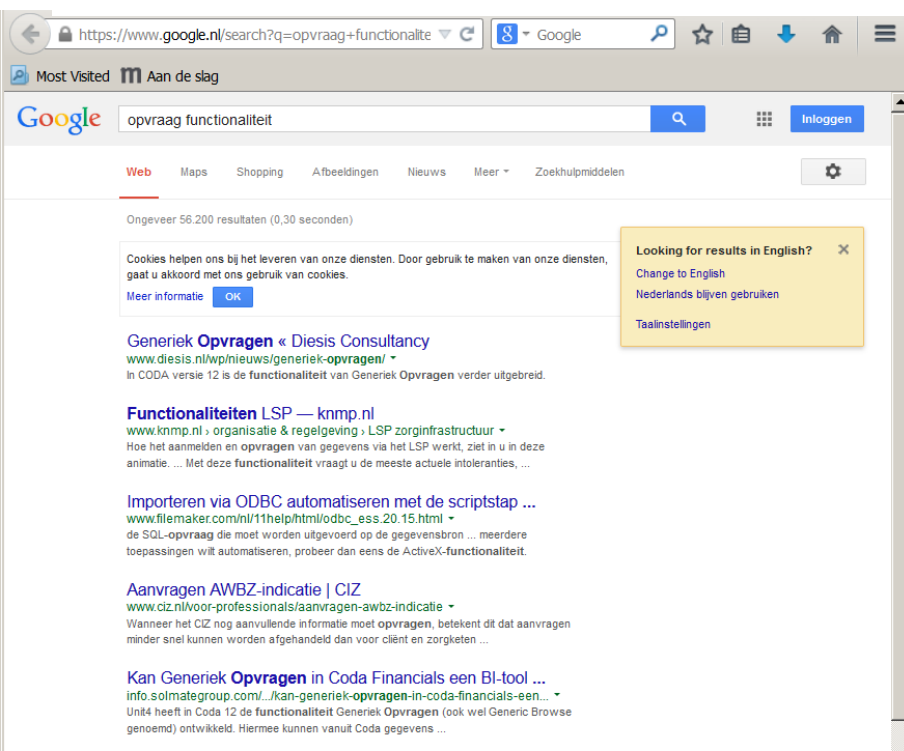 https://www.google.nl/search?q=opvraag+functionalite
8 Google
Most Visited m Aan de slag
Google opvraag functionaliteit Inloggen
Web Maps Shopping Afbeeldingen Nieuws Meer Zoekhulpmiddelen
Ongeveer 56.200 resultaten (0,30 seconden)
Cookies helpen ons bij het leveren van onze diensten. Door gebruik te maken van onze diensten,
gaat u akkoord met ons gebruik van cookies.
Meer informatie OK
Looking for results in English?
Change to English
Nederlands blijven gebruiken
Taalinstellingen
Generiek Opvragen « Diesis Consultancy
www.diesis.nl/wp/nieuws/generiek-opvragen/
In CODA versie 12 is de functionaliteit van Generiek Opvragen verder uitgebreid.
Functionaliteiten LSP — knmp.nl
www.knmp.nl › organisatie & regelgeving › LSP zorginfrastructuur
Hoe het aanmelden en opvragen van gegevens via het LSP werkt, ziet in u in deze
animatie. ... Met deze functionaliteit vraagt u de meeste actuele intoleranties, ...
Importeren via ODBC automatiseren met de scriptstap ...
www.filemaker.com/nl/11help/html/odbc_ess.20.15.html
de SQL-opvraag die moet worden uitgevoerd op de gegevensbron ... meerdere
toepassingen wilt automatiseren, probeer dan eens de ActiveX-functionaliteit.
Aanvragen AWBZ-indicatie | CIZ
www.ciz.nl/voor-professionals/aanvragen-awbz-indicatie
Wanneer het CIZ nog aanvullende informatie moet opvragen, betekent dit dat aanvragen
minder snel kunnen worden afgehandeld dan voor cliënt en zorgketen ...
Kan Generiek Opvragen in Coda Financials een BI-tool ...
info.solmategroup.com/.../kan-generiek-opvragen-in-coda-financials-een...
Unit4 heeft in Coda 12 de functionaliteit Generiek Opvragen (ook wel Generic Browse
genoemd) ontwikkeld. Hiermee kunnen vanuit Coda gegevens ...